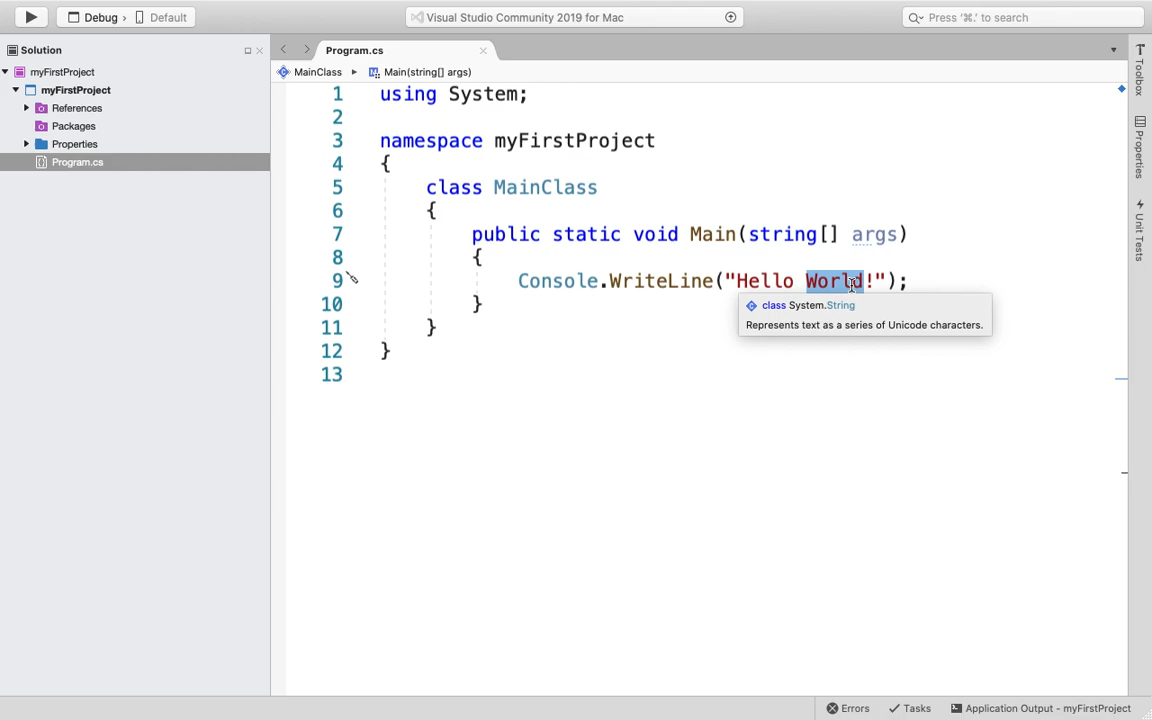 Debug › Default
Visual Studio Community 2019 for Mac
Press '⌘.' to search
Solution
Program.cs
myFirstProject
MainClass ▸ Main(string[] args)
myFirstProject
References
Packages
Properties
Program.cs
1 using System;
2
3 namespace myFirstProject
4 {
5 class MainClass
6 {
7 public static void Main(string[] args)
8 {
9 Console.WriteLine("Hello World!");
10 }
11 }
12 }
13
class System.String
Represents text as a series of Unicode characters.
Toolbox
Properties
Unit Tests
Errors Tasks Application Output - myFirstProject